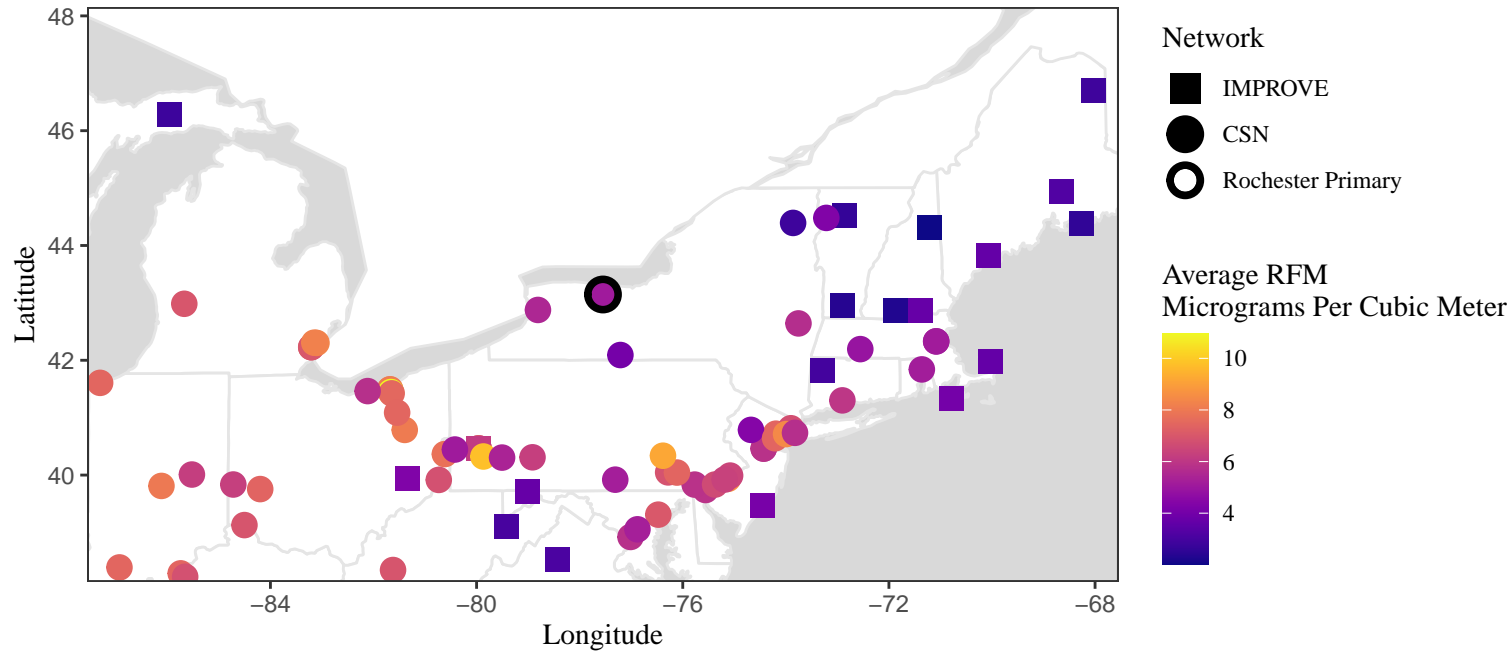 48
46
44
42
40
Latitude
−84
−80
−76
−72
−68
Longitude
Network
IMPROVE
CSN
Rochester Primary
Average RFM
Micrograms Per Cubic Meter
10
8
6
4